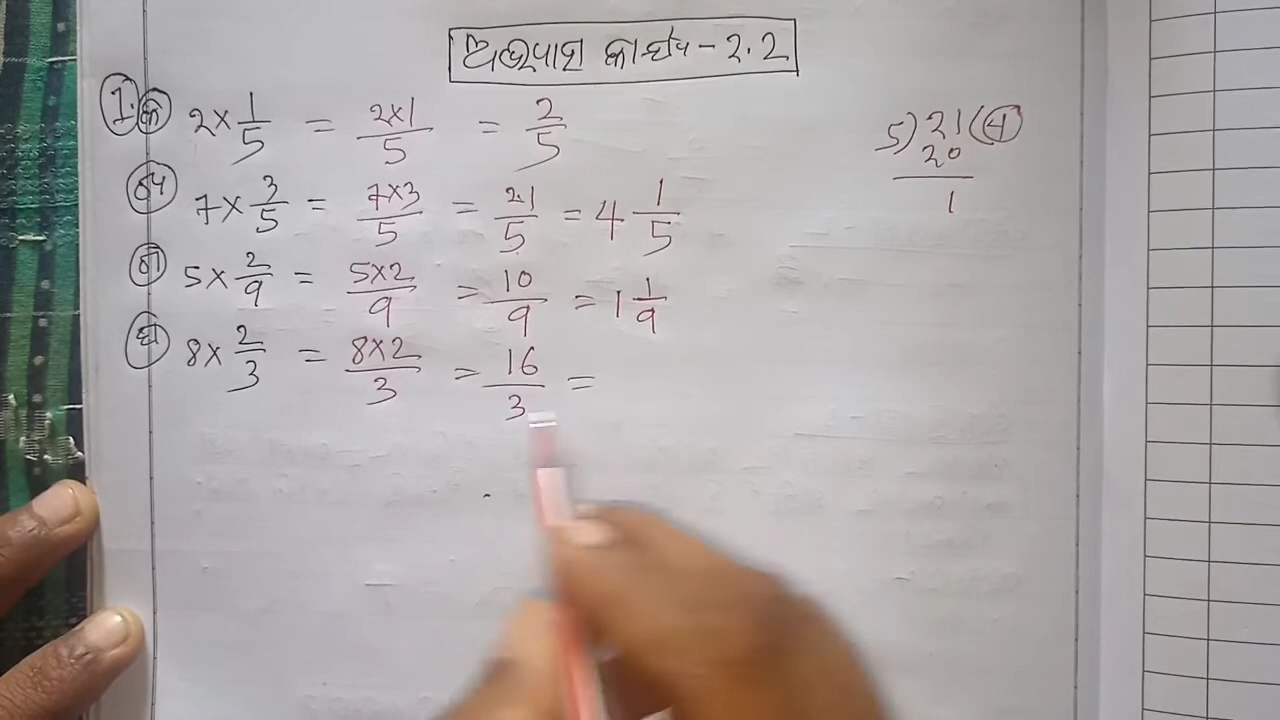 ଅଭ୍ୟାସ କାର୍ଯ୍ୟ - 2.2
1. କ 2 × 1/5 = 2×1/5 = 2/5
ଖ 7 × 3/5 = 7×3/5 = 21/5 = 4 1/5
ଗ 5 × 2/9 = 5×2/9 = 10/9 = 1 1/9
ଘ 8 × 2/3 = 8×2/3 = 16/3 =
5) 21 (4
20
1